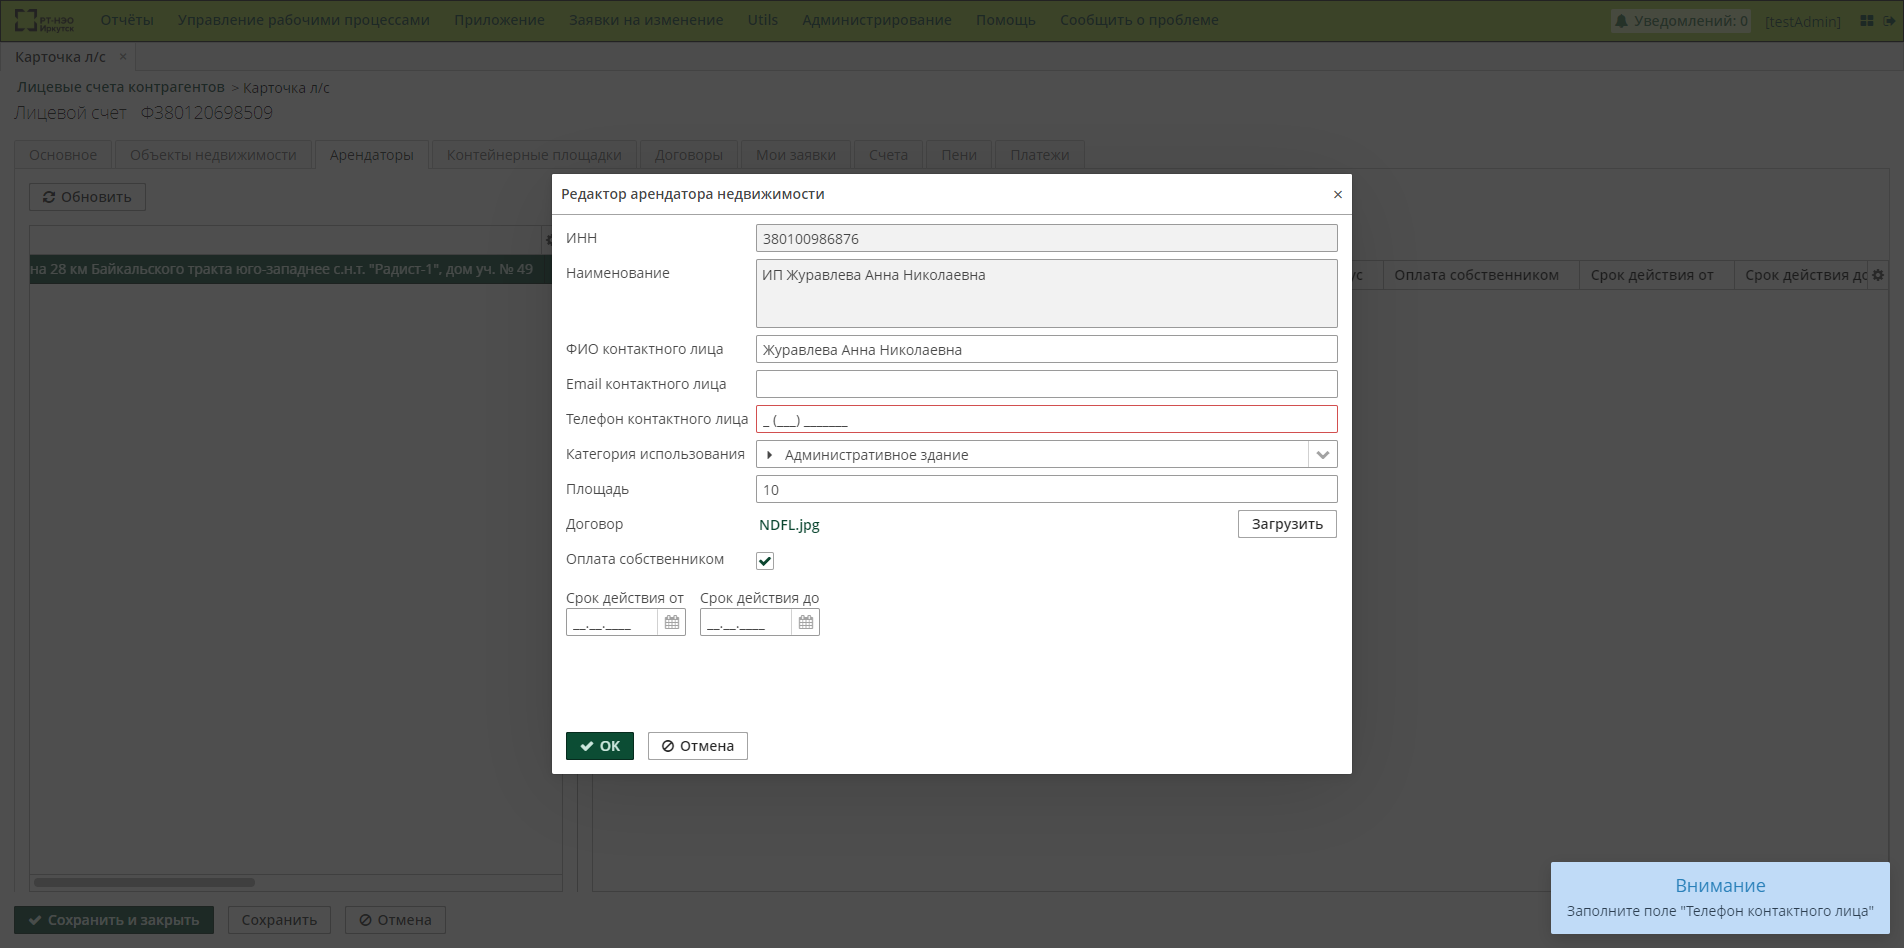 РТ-НЭО Иркутск
Отчёты Управление рабочими процессами Приложение Заявки на изменение Utils Администрирование Помощь Сообщить о проблеме Уведомлений: 0 [testAdmin]
Карточка л/с ×
Лицевые счета контрагентов > Карточка л/с
Лицевой счет Ф380120698509
Основное Объекты недвижимости Арендаторы Контейнерные площадки Договоры Мои заявки Счета Пени Платежи
Обновить
на 28 км Байкальского тракта юго-западнее с.н.т. "Радист-1", дом уч. № 49
Оплата собственником Срок действия от Срок действия до
Редактор арендатора недвижимости ×
ИНН 380100986876
Наименование ИП Журавлева Анна Николаевна
ФИО контактного лица Журавлева Анна Николаевна
Email контактного лица
Телефон контактного лица _ (___) _______
Категория использования Административное здание
Площадь 10
Договор NDFL.jpg Загрузить
Оплата собственником
Срок действия от Срок действия до
__.__.____ __.__.____
OK Отмена
Внимание
Заполните поле "Телефон контактного лица"
Сохранить и закрыть Сохранить Отмена